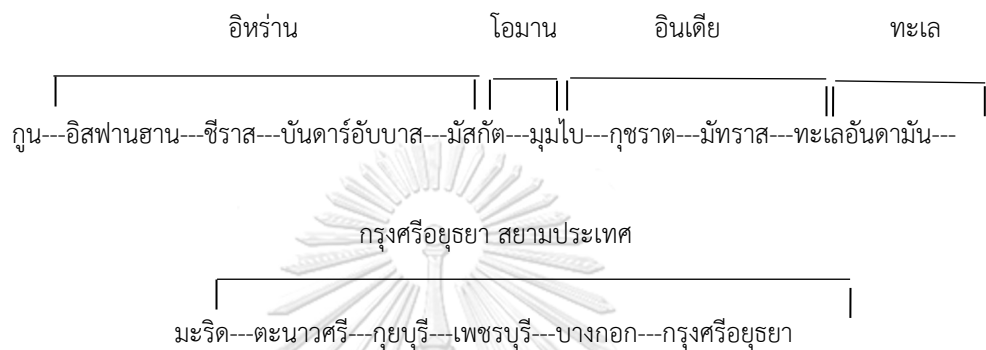 อิหร่าน โอมาน อินเดีย ทะเล
กูน---อิสฟานฮาน---ชีราส---บันดาร์อับบาส---มัสกัต---มุมไบ---กุชราต---มัทราส---ทะเลอันดามัน---
กรุงศรีอยุธยา สยามประเทศ
มะริด---ตะนาวศรี---กุยบุรี---เพชรบุรี---บางกอก---กรุงศรีอยุธยา